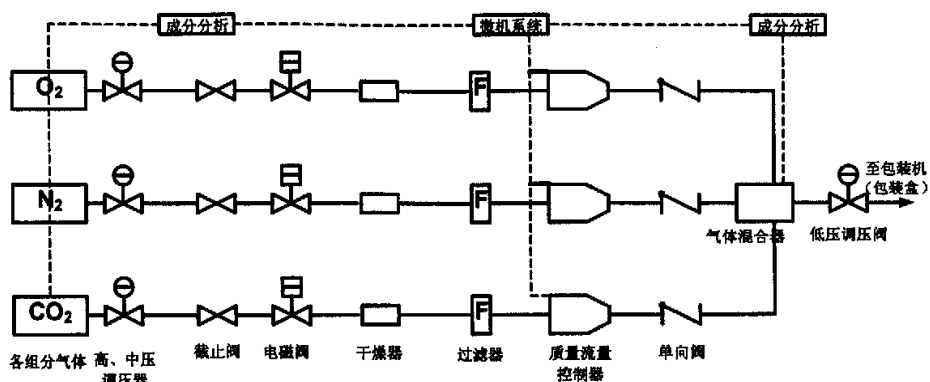 成分分析 微机系统 成分分析
O2 F
至包装机
(包装盒)
N2 F
气体混合器 低压调压阀
CO2 F
各组分气体 高、中压 截止阀 电磁阀 干燥器 过滤器 质量流量 单向阀
调压器 控制器